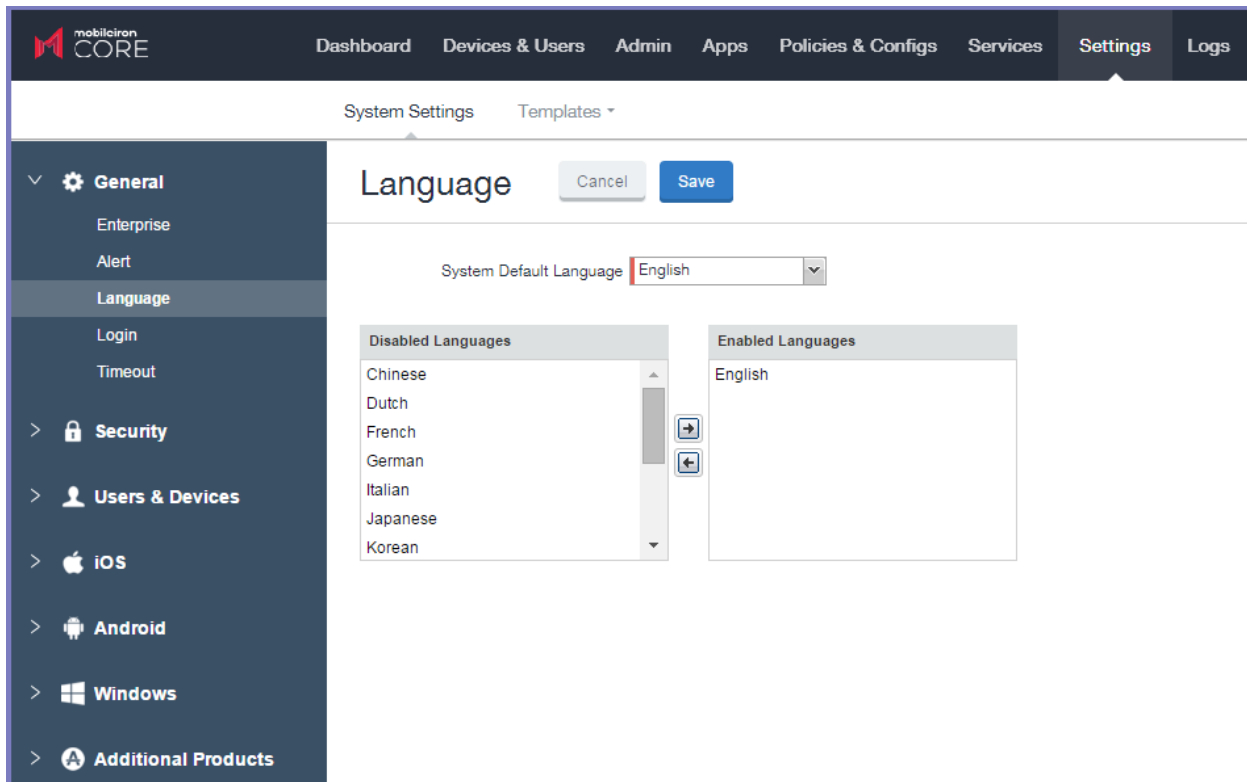 mobileiron
CORE
Dashboard Devices & Users Admin Apps Policies & Configs Services Settings Logs
System Settings Templates
General
Enterprise
Alert
Language
Login
Timeout
Security
Users & Devices
iOS
Android
Windows
Additional Products
Language Cancel Save
System Default Language English
Disabled Languages
Chinese
Dutch
French
German
Italian
Japanese
Korean
Enabled Languages
English